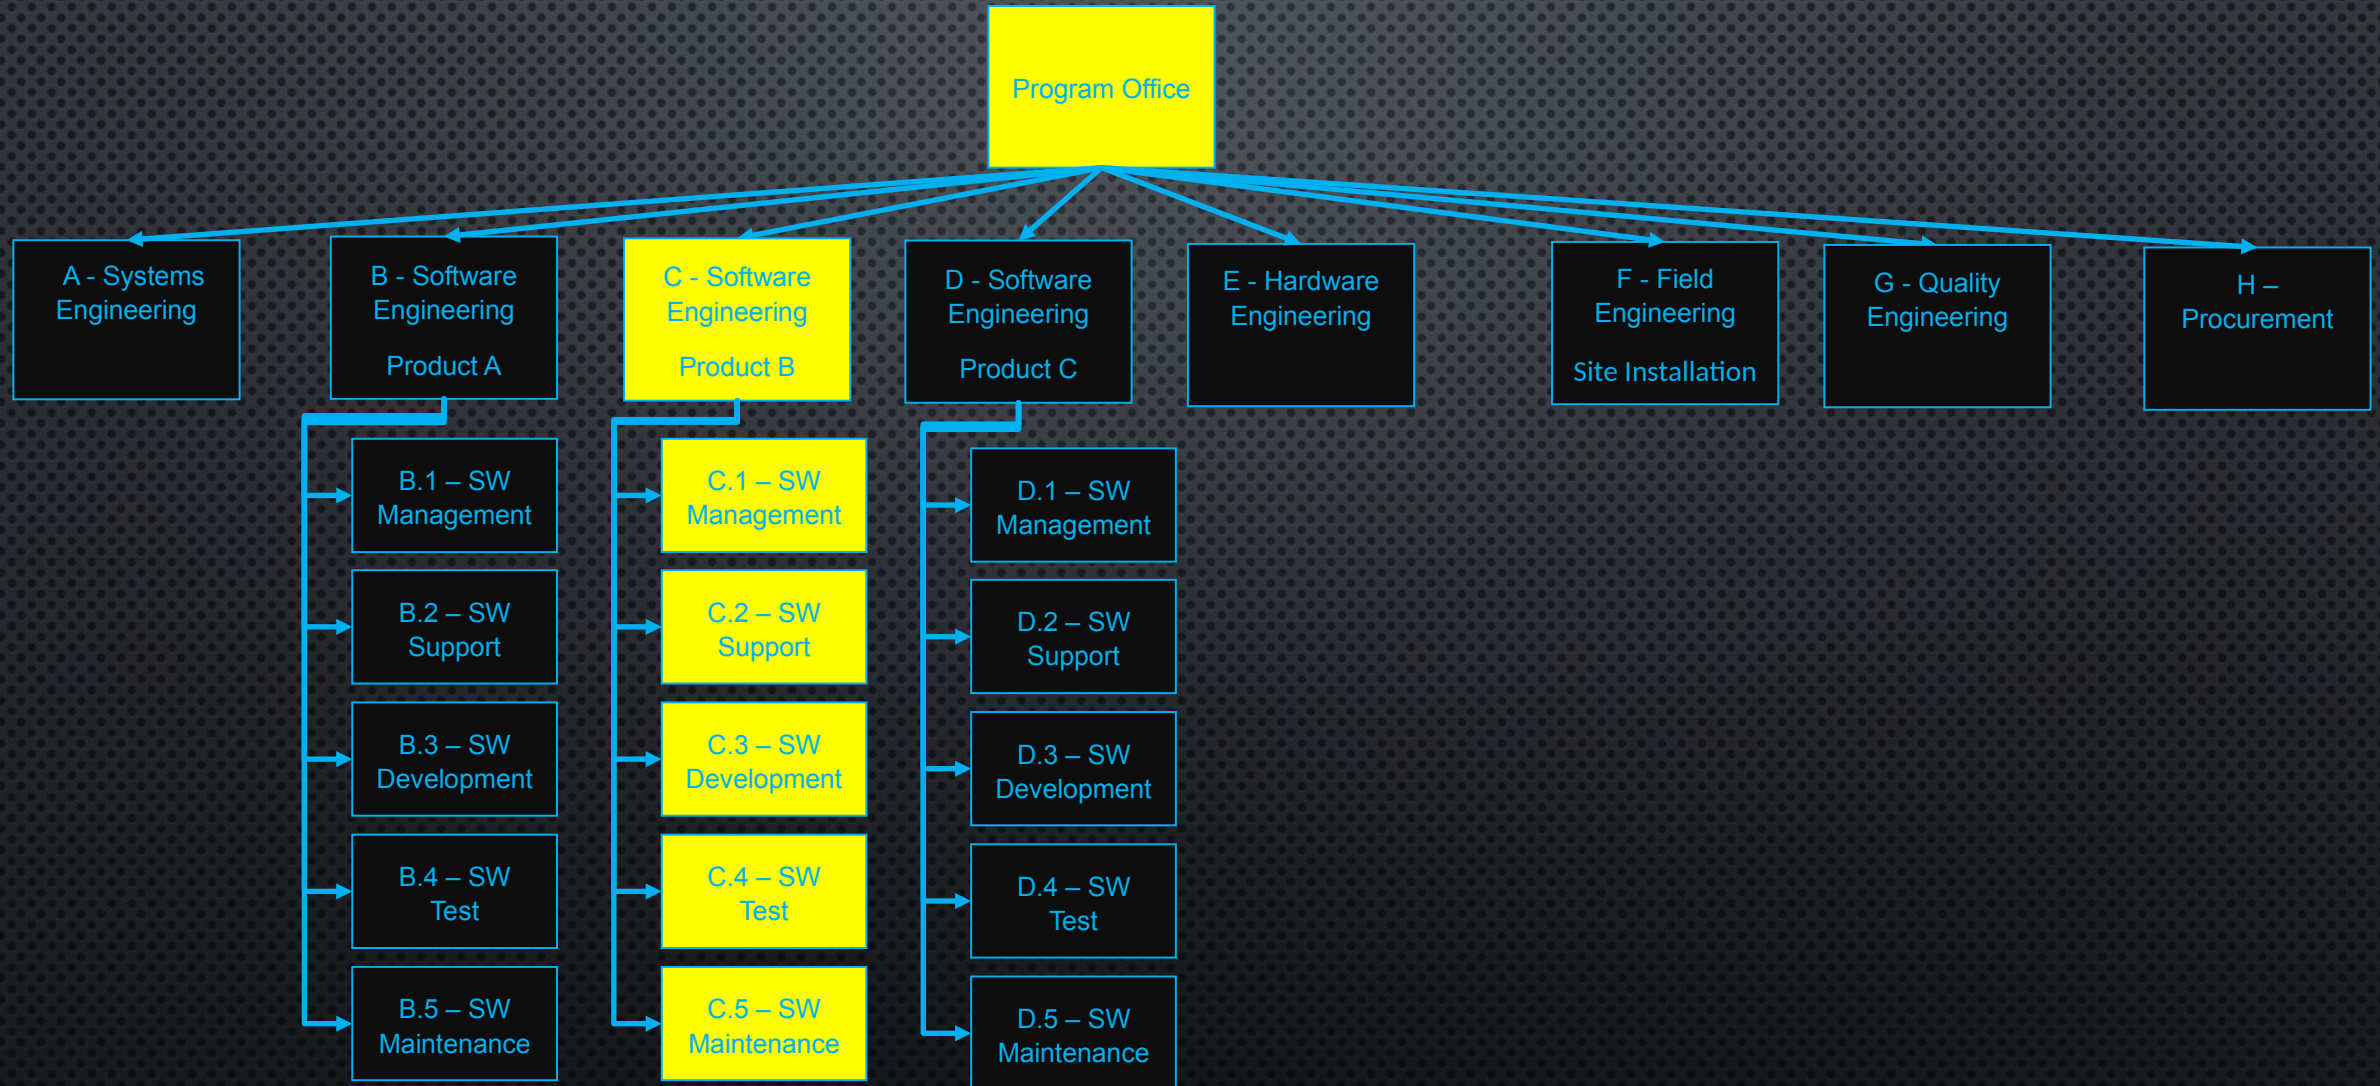 Program Office
A - Systems
Engineering
B - Software
Engineering
Product A
C - Software
Engineering
Product B
D - Software
Engineering
Product C
E - Hardware
Engineering
F - Field
Engineering
Site Installation
G - Quality
Engineering
H –
Procurement
B.1 – SW
Management
B.2 – SW
Support
B.3 – SW
Development
B.4 – SW
Test
B.5 – SW
Maintenance
C.1 – SW
Management
C.2 – SW
Support
C.3 – SW
Development
C.4 – SW
Test
C.5 – SW
Maintenance
D.1 – SW
Management
D.2 – SW
Support
D.3 – SW
Development
D.4 – SW
Test
D.5 – SW
Maintenance